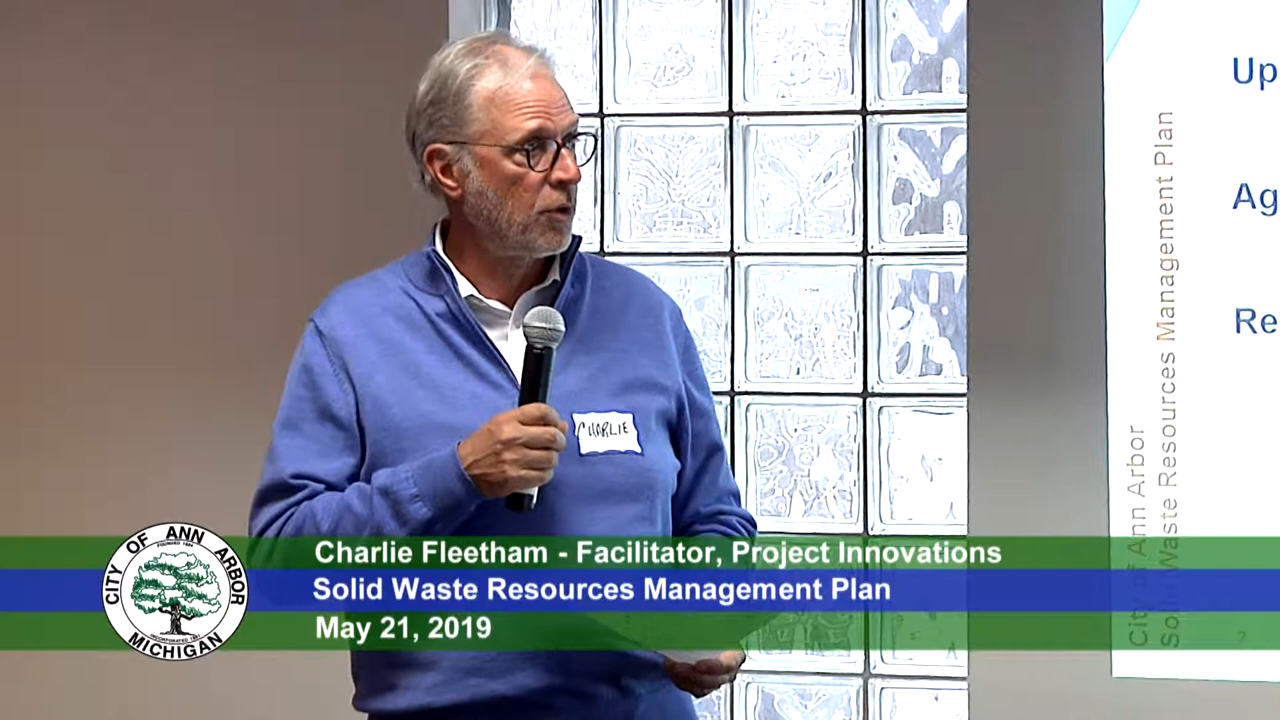 Up
Ag
Re
City of Ann Arbor
Solid Waste Resources Management Plan
CHARLIE
CITY OF ANN ARBOR
MICHIGAN
Charlie Fleetham - Facilitator, Project Innovations
Solid Waste Resources Management Plan
May 21, 2019